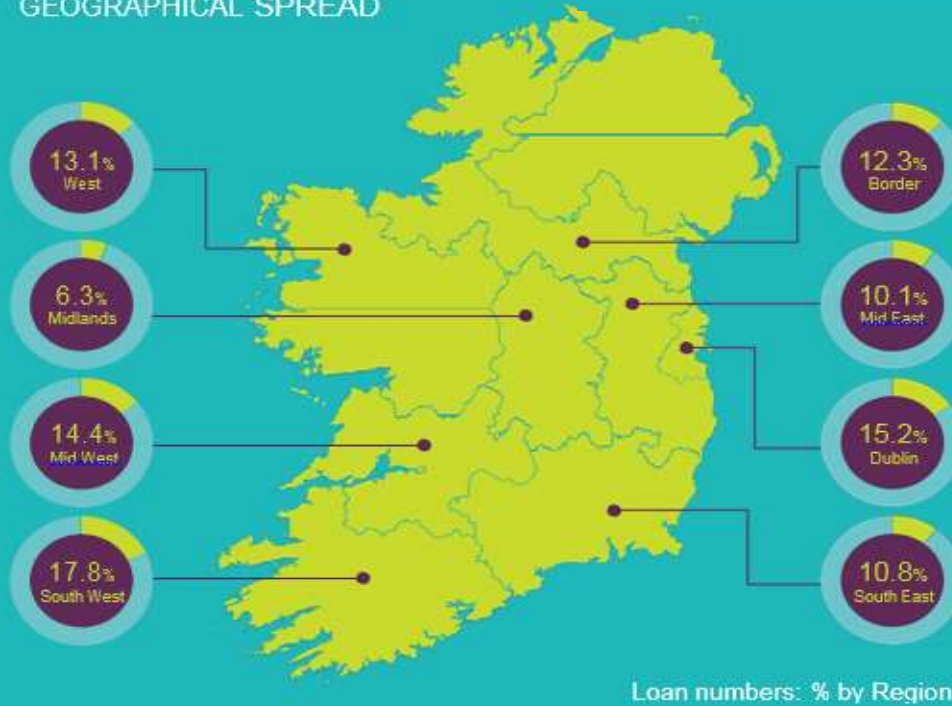 GEOGRAPHICAL SPREAD
13.1%
West
6.3%
Midlands
14.4%
Mid West
17.8%
South West
12.3%
Border
10.1%
Mid East
15.2%
Dublin
10.8%
South East
Loan numbers: % by Region